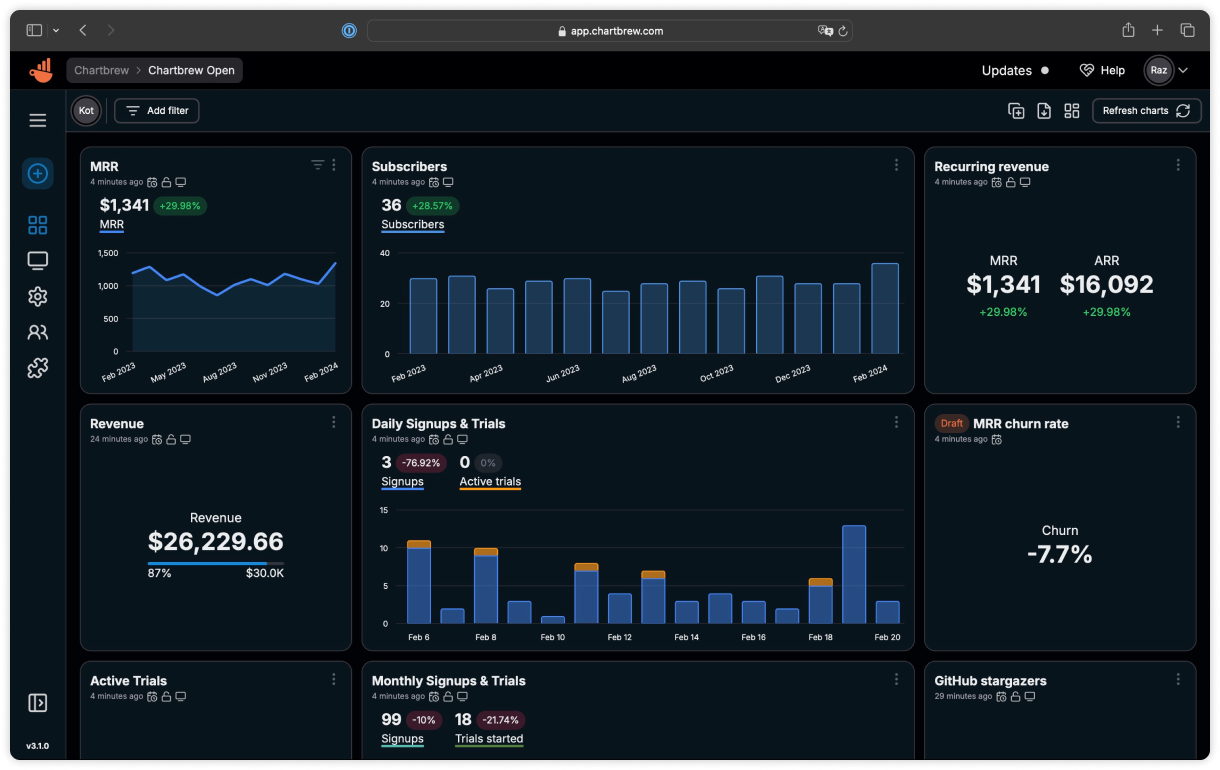 app.chartbrew.com
Chartbrew > Chartbrew Open
Updates
Help
Raz
Kot
Add filter
Refresh charts
MRR
4 minutes ago
$1,341 +29.98%
MRR
1,500
1,000
500
0
Feb 2023 May 2023 Aug 2023 Nov 2023 Feb 2024
Subscribers
4 minutes ago
36 +28.57%
Subscribers
40
20
0
Feb 2023 Apr 2023 Jun 2023 Aug 2023 Oct 2023 Dec 2023 Feb 2024
Recurring revenue
4 minutes ago
MRR ARR
$1,341 $16,092
+29.98% +29.98%
Revenue
24 minutes ago
Revenue
$26,229.66
87% $30.0K
Daily Signups & Trials
4 minutes ago
3 -76.92% 0 0%
Signups Active trials
15
10
5
0
Feb 6 Feb 8 Feb 10 Feb 12 Feb 14 Feb 16 Feb 18 Feb 20
Draft MRR churn rate
4 minutes ago
Churn
-7.7%
Active Trials
4 minutes ago
Monthly Signups & Trials
4 minutes ago
99 -10% 18 -21.74%
Signups Trials started
GitHub stargazers
29 minutes ago
v3.1.0